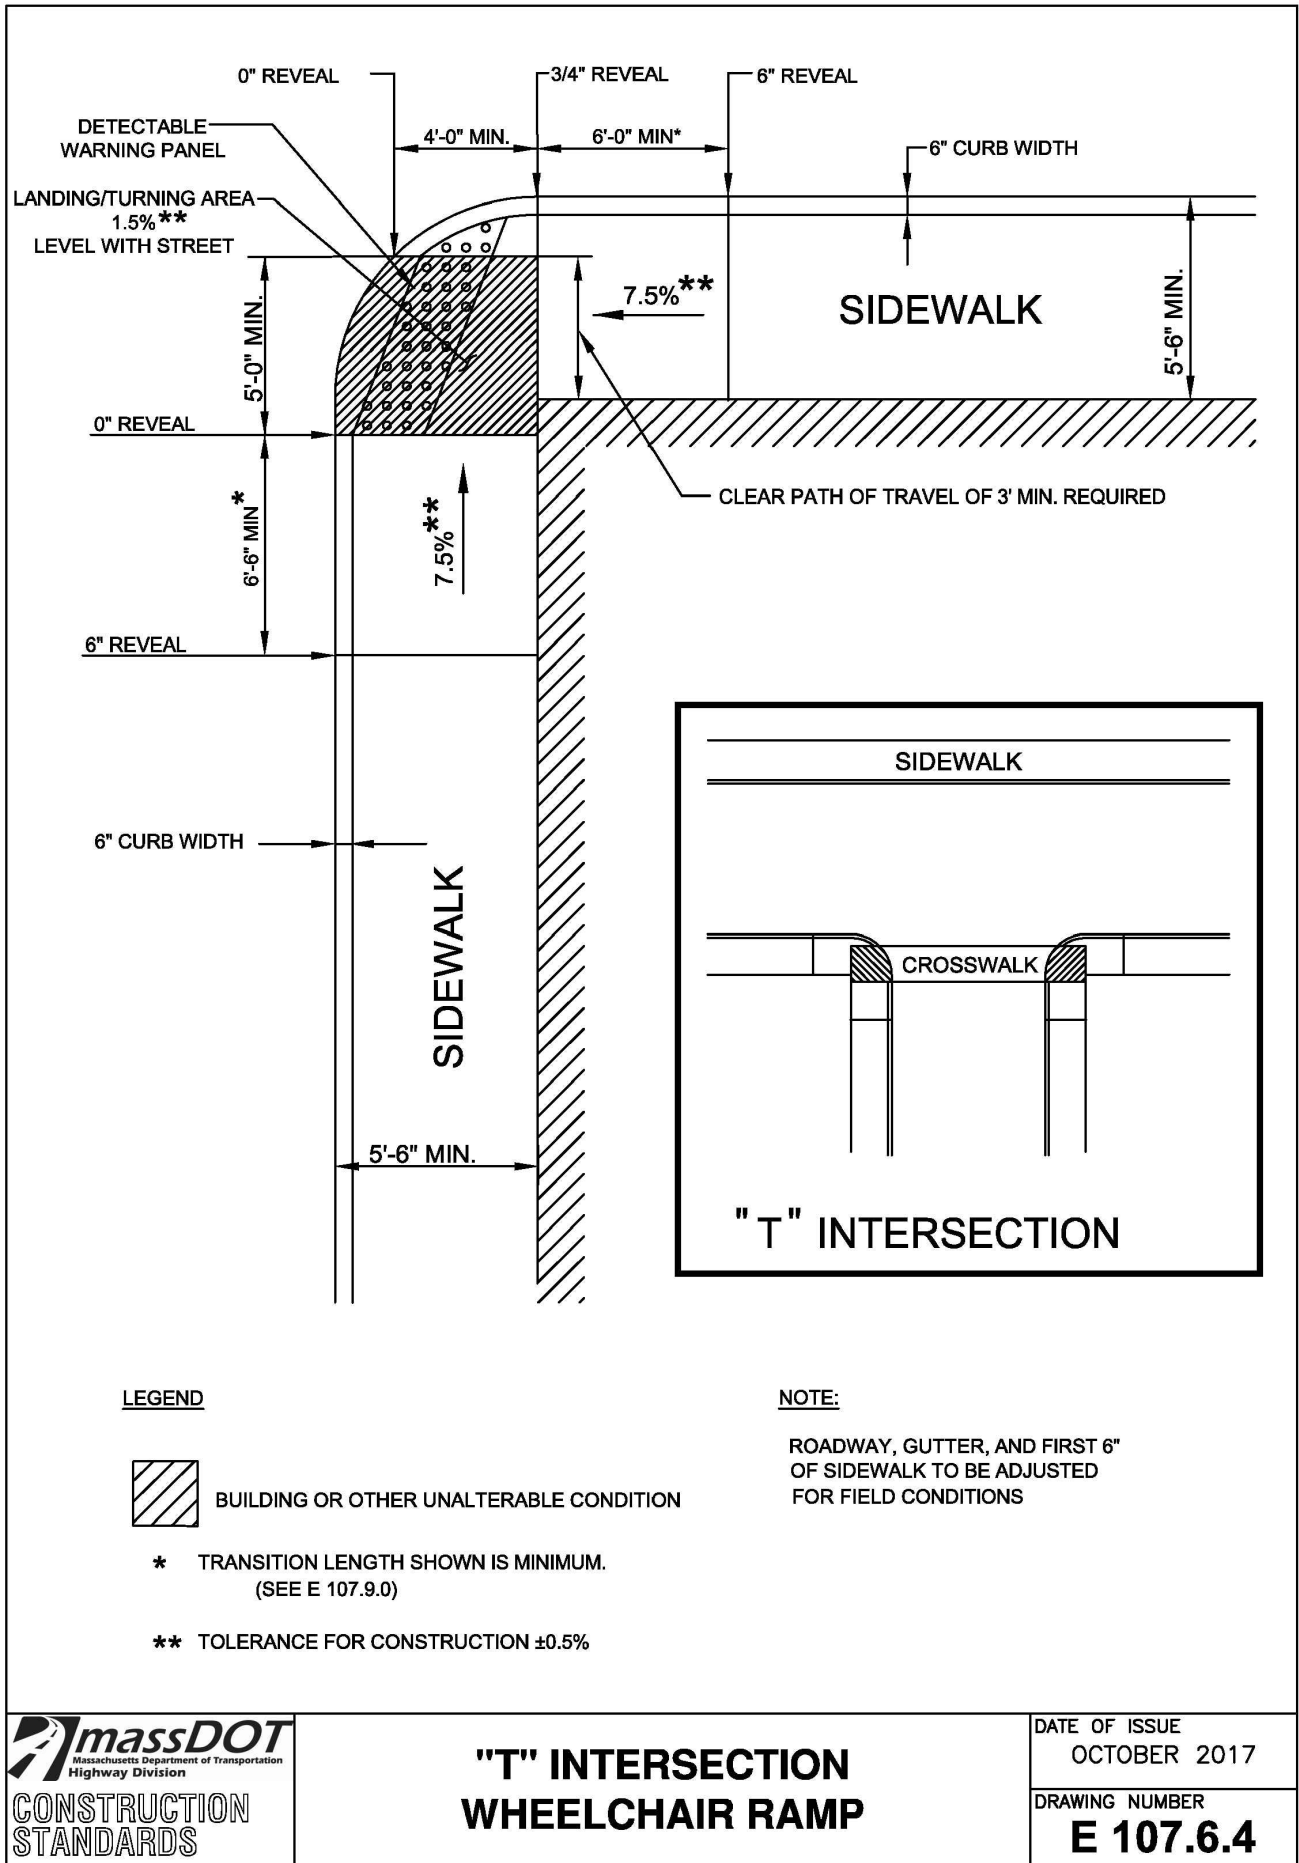 0" REVEAL
3/4" REVEAL
6" REVEAL
DETECTABLE
WARNING PANEL
4'-0" MIN.
6'-0" MIN*
6" CURB WIDTH
LANDING/TURNING AREA
1.5%**
LEVEL WITH STREET
7.5%**
SIDEWALK
5'-6" MIN.
5'-0" MIN.
0" REVEAL
CLEAR PATH OF TRAVEL OF 3' MIN. REQUIRED
6'-6" MIN*
7.5%**
6" REVEAL
6" CURB WIDTH
SIDEWALK
5'-6" MIN.
SIDEWALK
CROSSWALK
"T" INTERSECTION
LEGEND
BUILDING OR OTHER UNALTERABLE CONDITION
* TRANSITION LENGTH SHOWN IS MINIMUM.
(SEE E 107.9.0)
** TOLERANCE FOR CONSTRUCTION ±0.5%
NOTE:
ROADWAY, GUTTER, AND FIRST 6"
OF SIDEWALK TO BE ADJUSTED
FOR FIELD CONDITIONS
massDOT
Massachusetts Department of Transportation
Highway Division
CONSTRUCTION
STANDARDS
"T" INTERSECTION
WHEELCHAIR RAMP
DATE OF ISSUE
OCTOBER 2017
DRAWING NUMBER
E 107.6.4